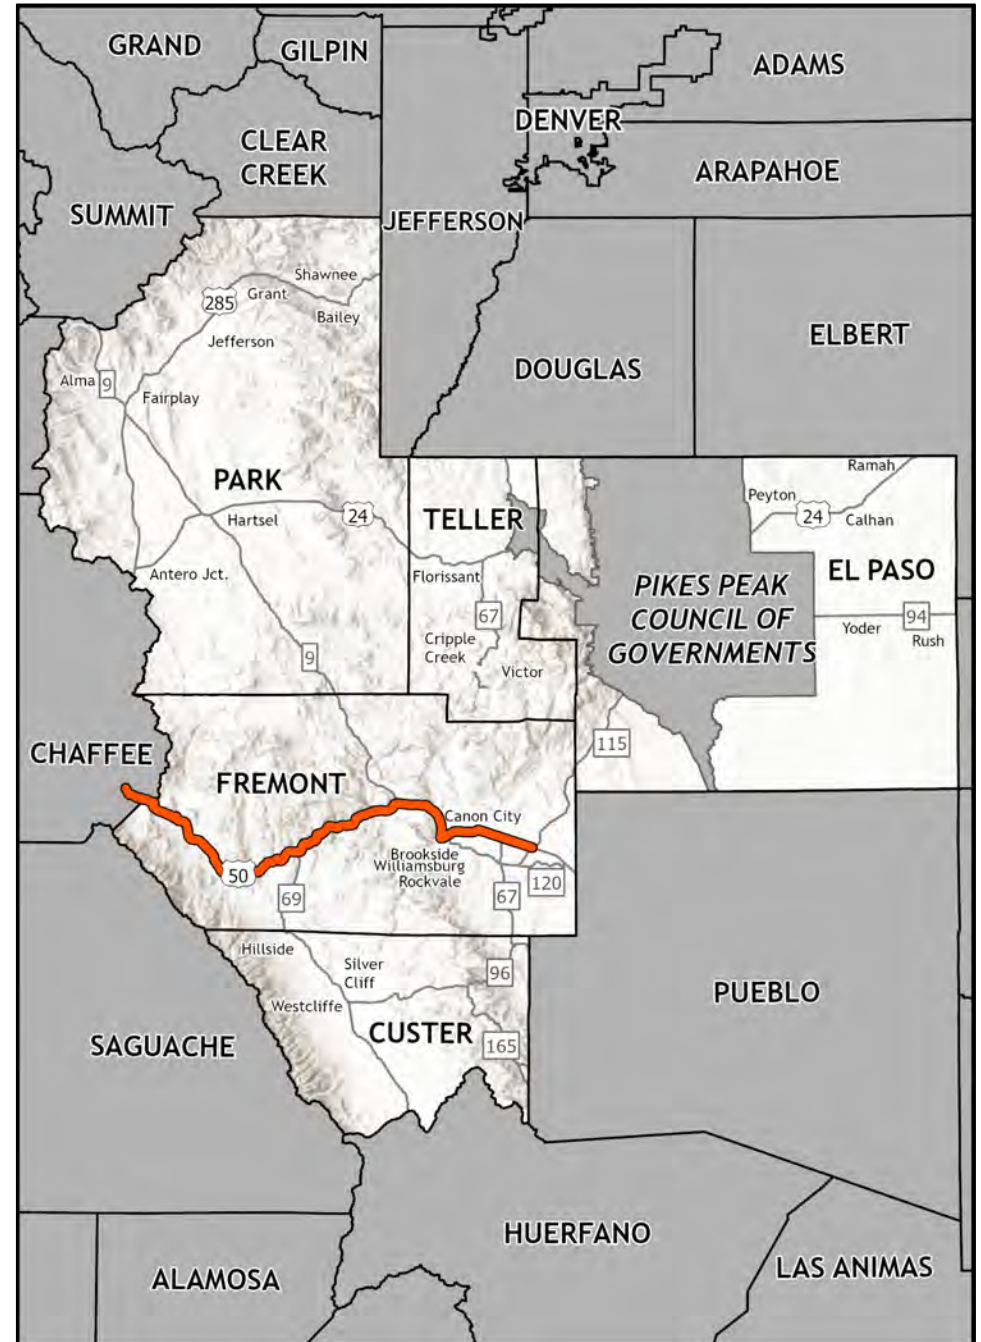 GRAND
GILPIN
ADAMS
DENVER
CLEAR
CREEK
ARAPAHOE
SUMMIT
JEFFERSON
Shawnee
285
Grant
Bailey
Jefferson
ELBERT
DOUGLAS
Alma
9
Fairplay
PARK
Ramah
Peyton
24
Calhan
Hartsel
24
TELLER
Antero Jct.
Florissant
EL PASO
PIKES PEAK
COUNCIL OF
GOVERNMENTS
67
94
Yoder
Rush
Cripple
Creek
Victor
9
CHAFFEE
115
FREMONT
Canon City
Brookside
Williamsburg
Rockvale
50
120
69
67
Hillside
Silver
Cliff
96
Westcliffe
PUEBLO
CUSTER
165
SAGUACHE
HUERFANO
ALAMOSA
LAS ANIMAS